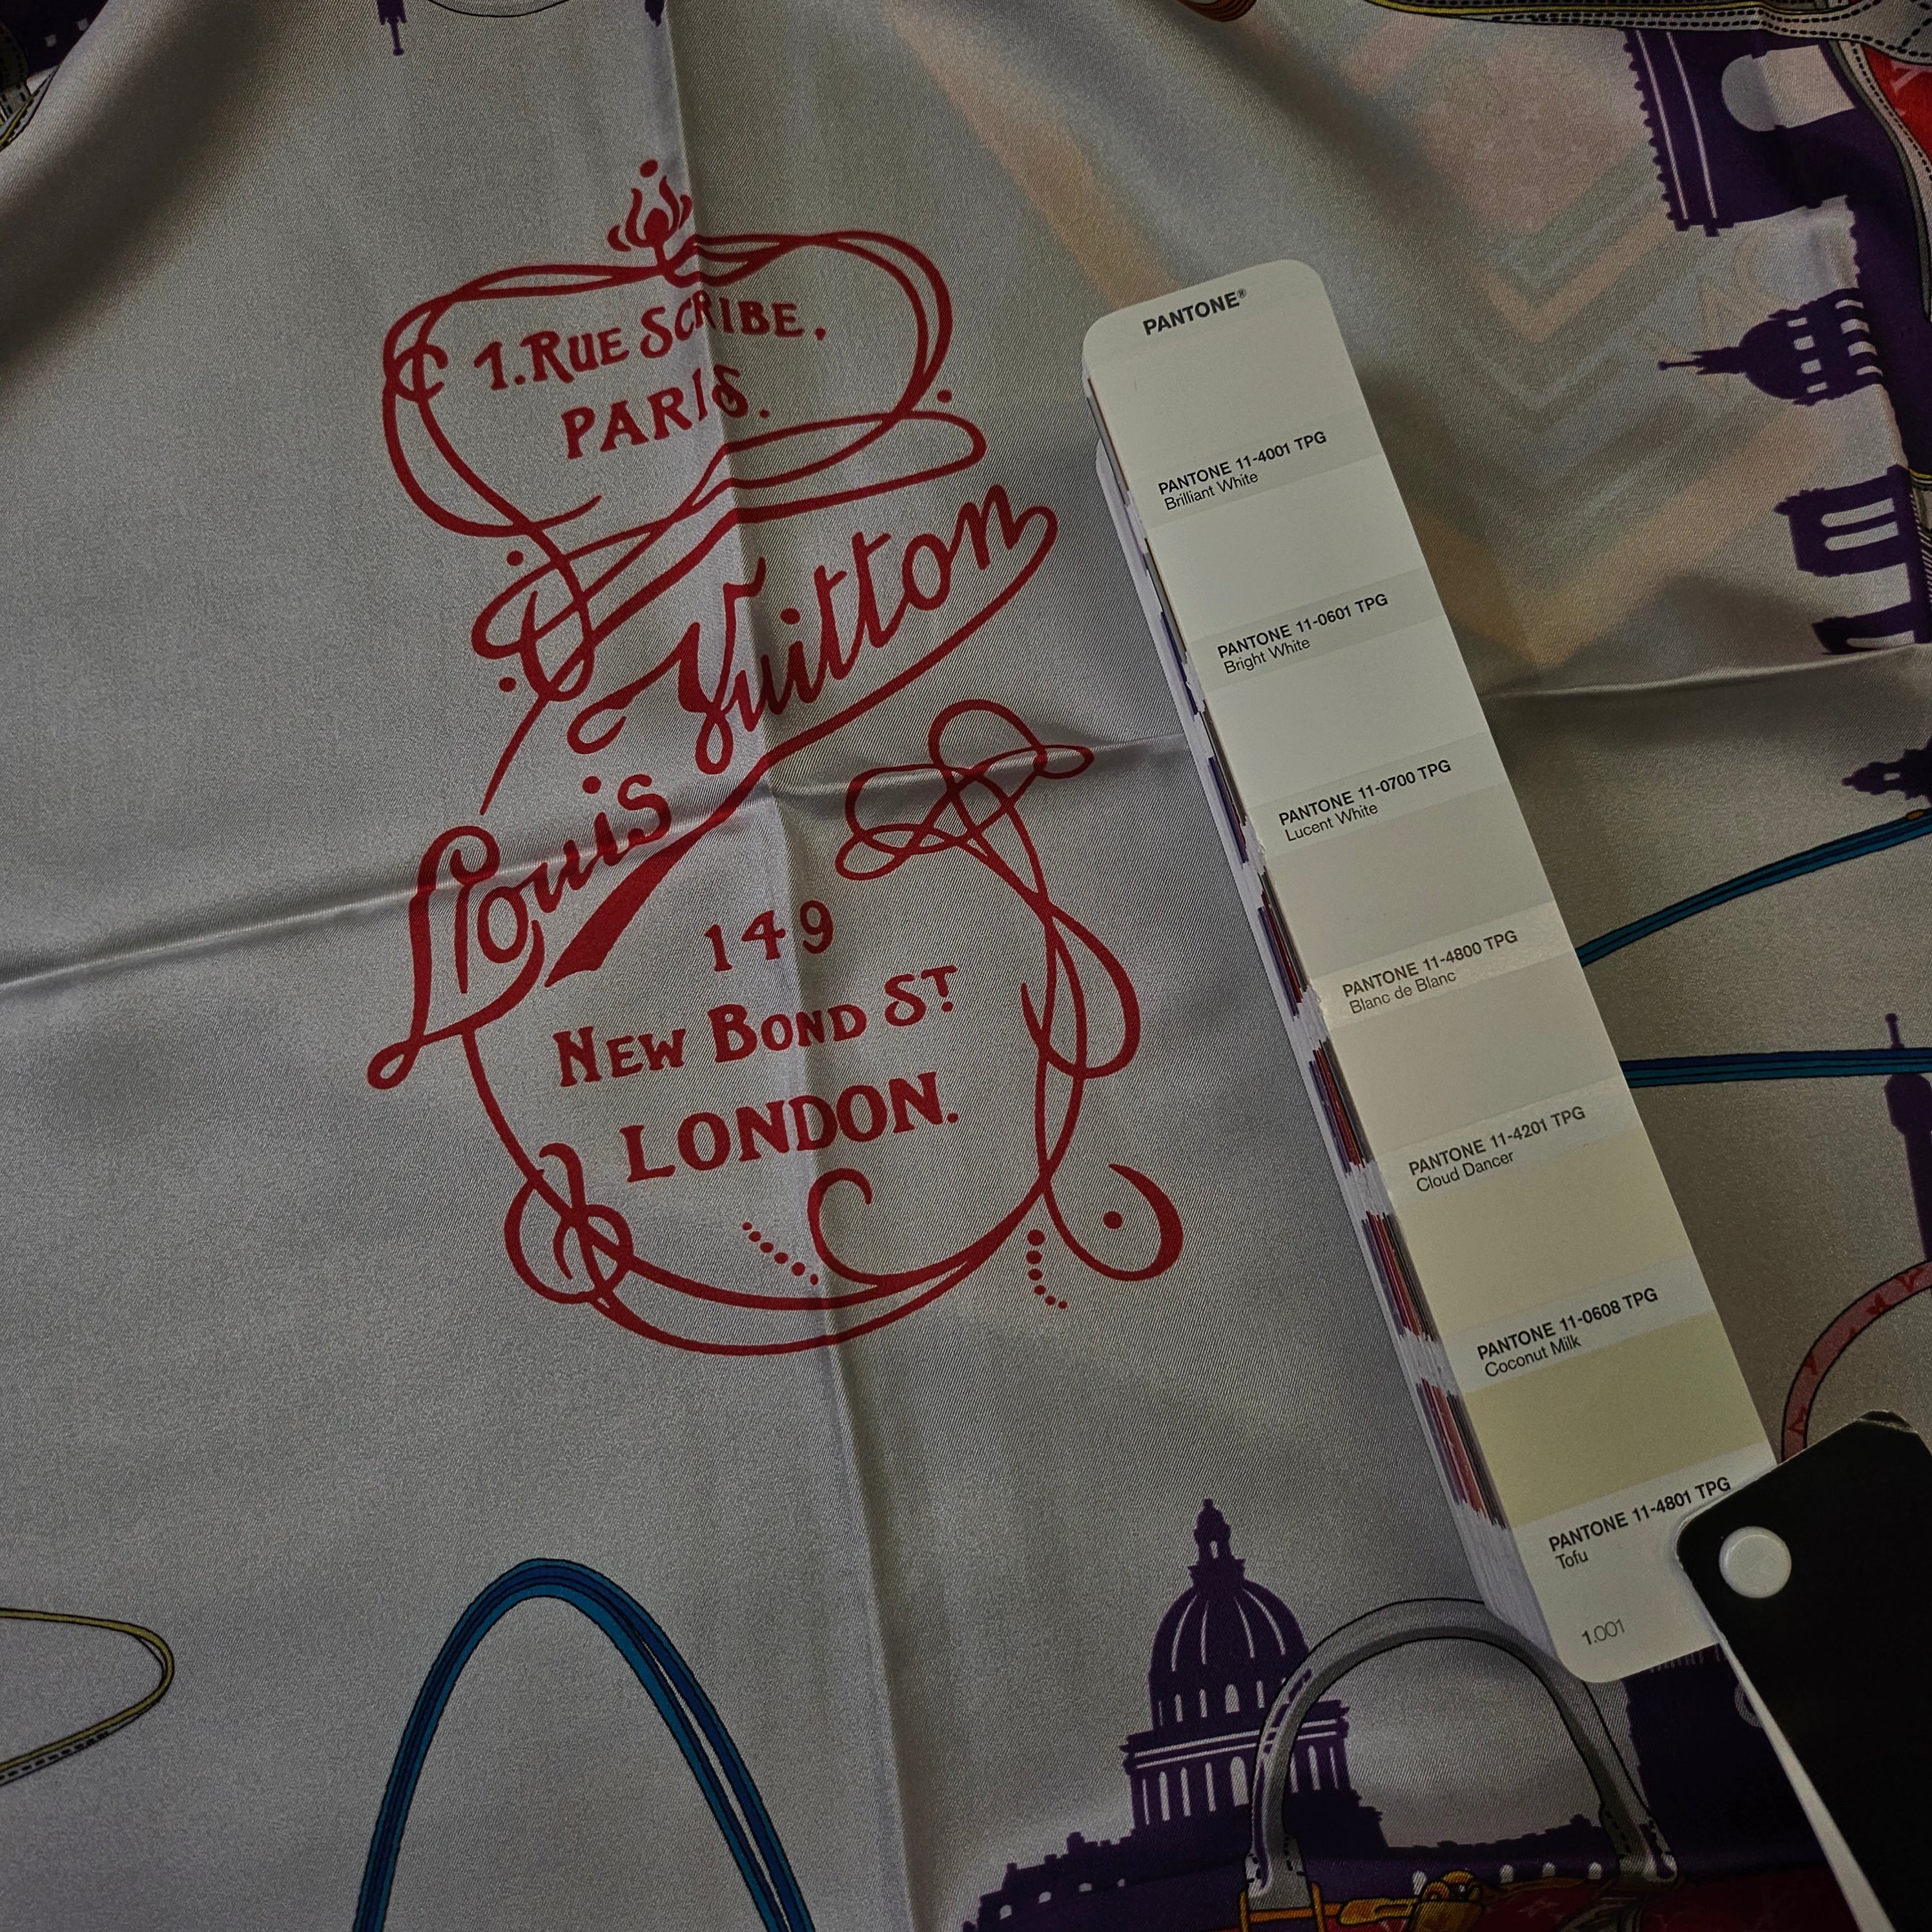 1. RUE SCRIBE,
PARIS.
Louis Vuitton
149
NEW BOND ST
LONDON.
PANTONE®
PANTONE 11-4001 TPG
Brilliant White
PANTONE 11-0601 TPG
Bright White
PANTONE 11-0700 TPG
Lucent White
PANTONE 11-4800 TPG
Blanc de Blanc
PANTONE 11-4201 TPG
Cloud Dancer
PANTONE 11-0608 TPG
Coconut Milk
PANTONE 11-4801 TPG
Tofu
1.001